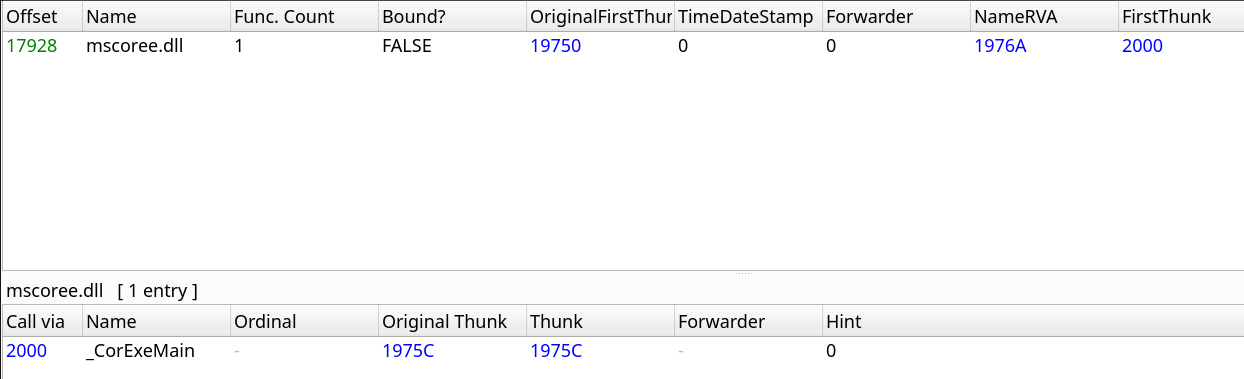 Offset Name Func. Count Bound? OriginalFirstThun TimeDateStamp Forwarder NameRVA FirstThunk
17928 mscoree.dll 1 FALSE 19750 0 0 1976A 2000
mscoree.dll [ 1 entry ]
Call via Name Ordinal Original Thunk Thunk Forwarder Hint
2000 _CorExeMain - 1975C 1975C - 0